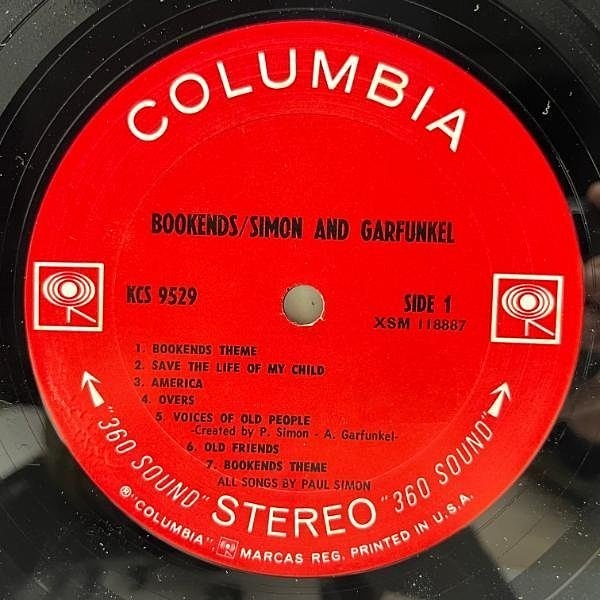 COLUMBIA
BOOKENDS/SIMON AND GARFUNKEL
KCS 9529
SIDE 1
XSM 118887
1. BOOKENDS THEME
2. SAVE THE LIFE OF MY CHILD
3. AMERICA
4. OVERS
5. VOICES OF OLD PEOPLE
-Created by P. Simon - A. Garfunkel-
6. OLD FRIENDS
7. BOOKENDS THEME
ALL SONGS BY PAUL SIMON
"360 SOUND" STEREO "360 SOUND"
® "COLUMBIA", MARCAS REG. PRINTED IN U.S.A.